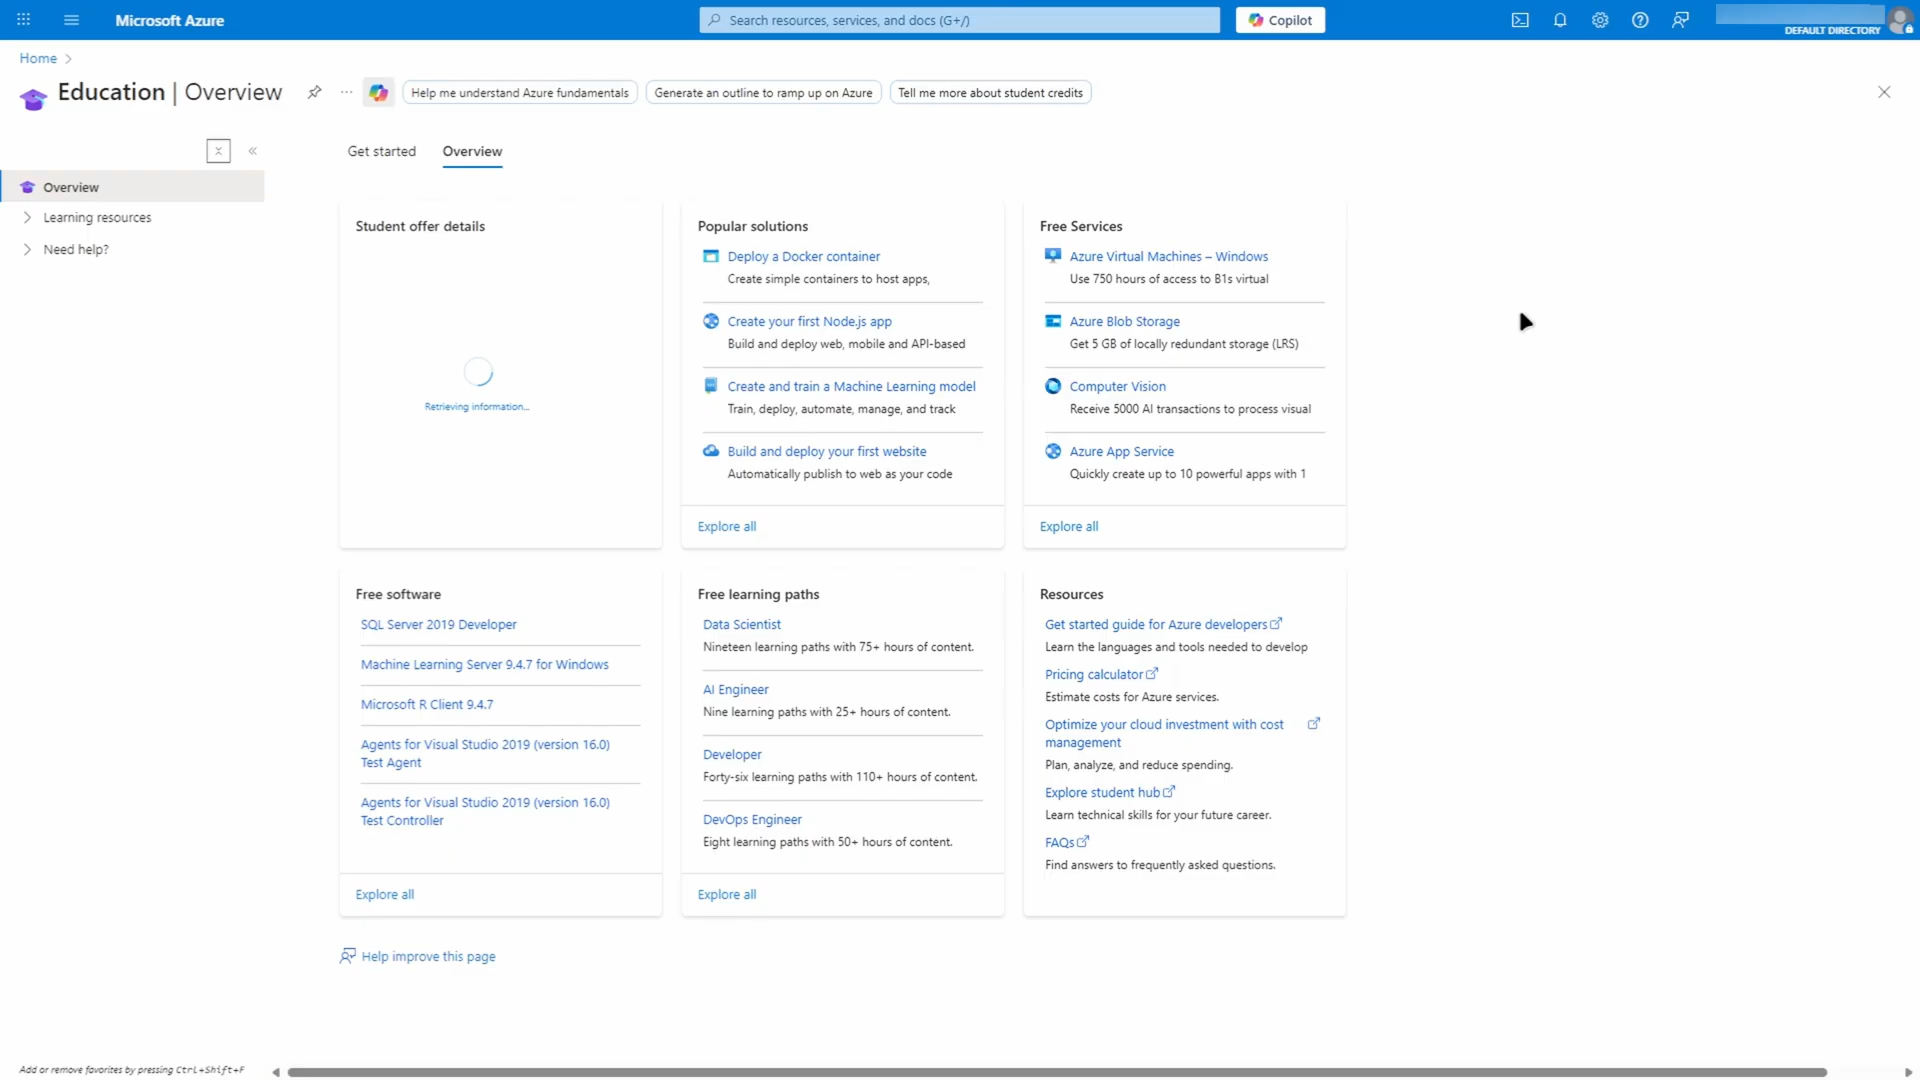 Microsoft Azure
Search resources, services, and docs (G+/)
Copilot
DEFAULT DIRECTORY
Home
Education | Overview
Help me understand Azure fundamentals
Generate an outline to ramp up on Azure
Tell me more about student credits
Overview
Learning resources
Need help?
Get started
Overview
Student offer details
Retrieving information...
Popular solutions
Deploy a Docker container
Create simple containers to host apps,
Create your first Node.js app
Build and deploy web, mobile and API-based
Create and train a Machine Learning model
Train, deploy, automate, manage, and track
Build and deploy your first website
Automatically publish to web as your code
Explore all
Free Services
Azure Virtual Machines – Windows
Use 750 hours of access to B1s virtual
Azure Blob Storage
Get 5 GB of locally redundant storage (LRS)
Computer Vision
Receive 5000 AI transactions to process visual
Azure App Service
Quickly create up to 10 powerful apps with 1
Explore all
Free software
SQL Server 2019 Developer
Machine Learning Server 9.4.7 for Windows
Microsoft R Client 9.4.7
Agents for Visual Studio 2019 (version 16.0)
Test Agent
Agents for Visual Studio 2019 (version 16.0)
Test Controller
Explore all
Free learning paths
Data Scientist
Nineteen learning paths with 75+ hours of content.
AI Engineer
Nine learning paths with 25+ hours of content.
Developer
Forty-six learning paths with 110+ hours of content.
DevOps Engineer
Eight learning paths with 50+ hours of content.
Explore all
Resources
Get started guide for Azure developers
Learn the languages and tools needed to develop
Pricing calculator
Estimate costs for Azure services.
Optimize your cloud investment with cost
management
Plan, analyze, and reduce spending.
Explore student hub
Learn technical skills for your future career.
FAQs
Find answers to frequently asked questions.
Help improve this page
Add or remove favorites by pressing Ctrl+Shift+F